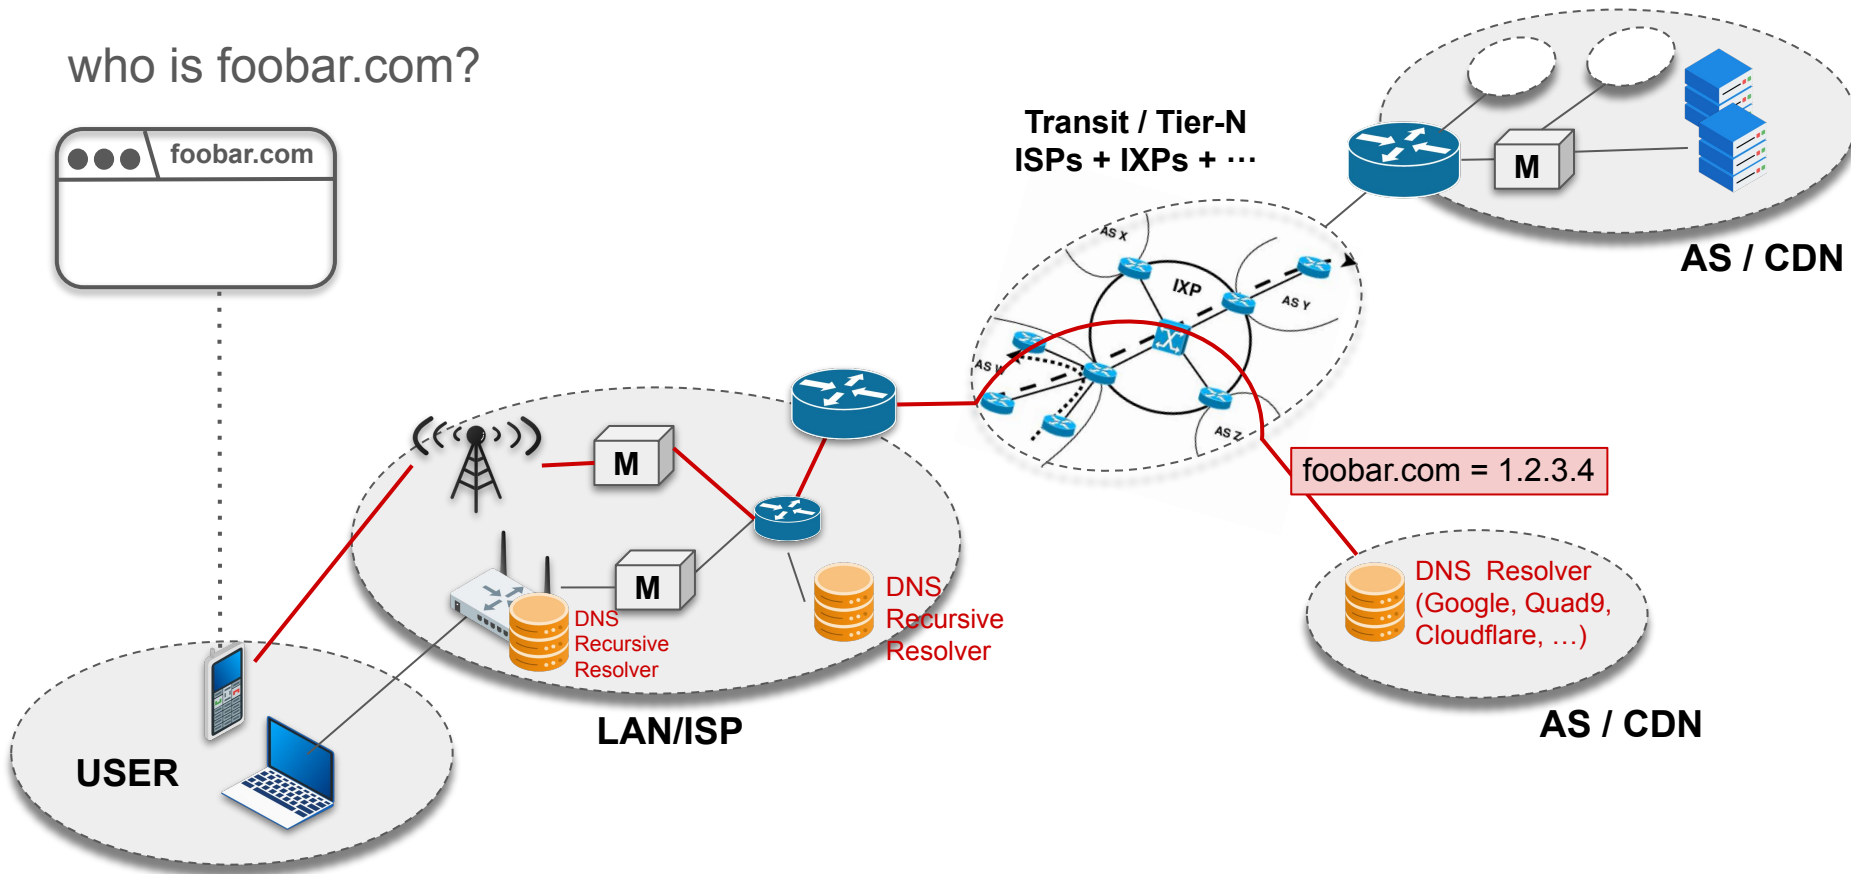 who is foobar.com?
foobar.com
Transit / Tier-N
ISPs + IXPs + ...
M
AS / CDN
AS X
IXP
AS Y
AS W
AS Z
foobar.com = 1.2.3.4
M
M
DNS
Recursive
Resolver
DNS
Recursive
Resolver
DNS Resolver
(Google, Quad9,
Cloudflare, ...)
AS / CDN
LAN/ISP
USER